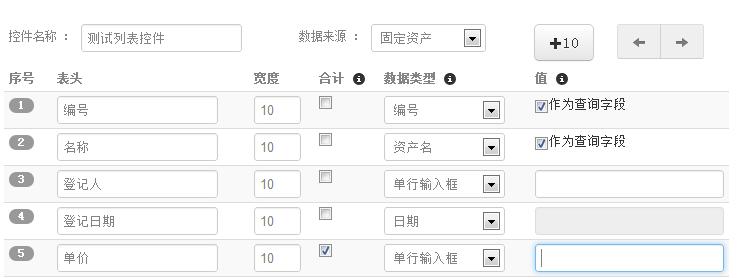 控件名称： 测试列表控件 数据来源： 固定资产 +10
序号 表头 宽度 合计 数据类型 值
1 编号 10 编号 作为查询字段
2 名称 10 资产名 作为查询字段
3 登记人 10 单行输入框
4 登记日期 10 日期
5 单价 10 单行输入框